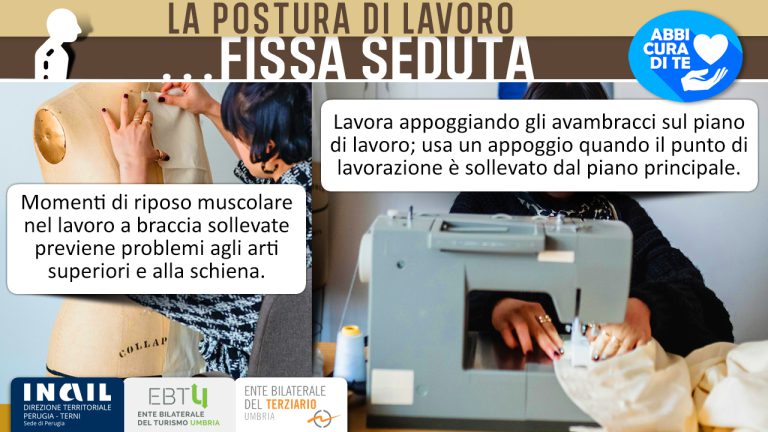 LA POSTURA DI LAVORO
...FISSA SEDUTA
ABBI
CURA
DI TE
Lavora appoggiando gli avambracci sul piano
di lavoro; usa un appoggio quando il punto di
lavorazione è sollevato dal piano principale.
Momenti di riposo muscolare
nel lavoro a braccia sollevate
previene problemi agli arti
superiori e alla schiena.
COLLAP
INAIL
DIREZIONE TERRITORIALE
PERUGIA - TERNI
Sede di Perugia
EBT4
ENTE BILATERALE
DEL TURISMO UMBRIA
ENTE BILATERALE
DEL TERZIARIO
UMBRIA